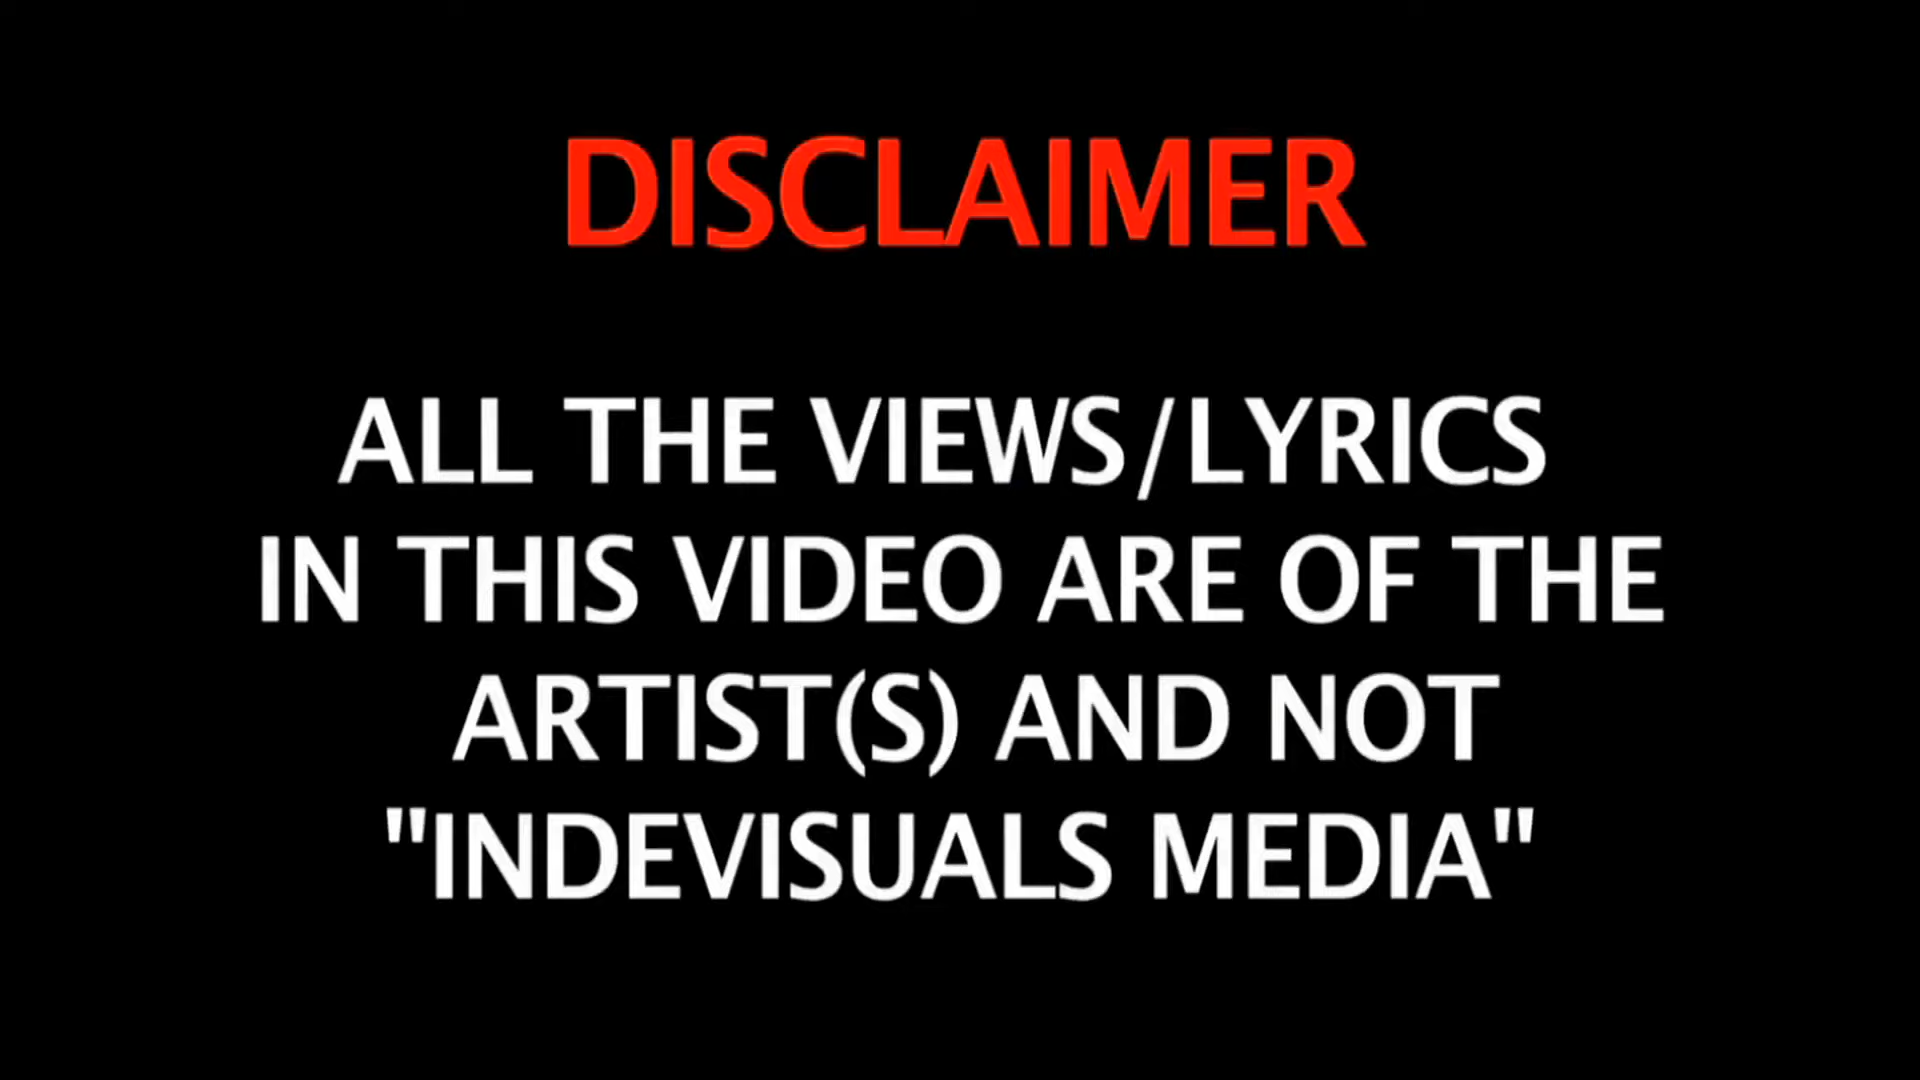 DISCLAIMER
ALL THE VIEWS/LYRICS
IN THIS VIDEO ARE OF THE
ARTIST(S) AND NOT
"INDEVISUALS MEDIA"